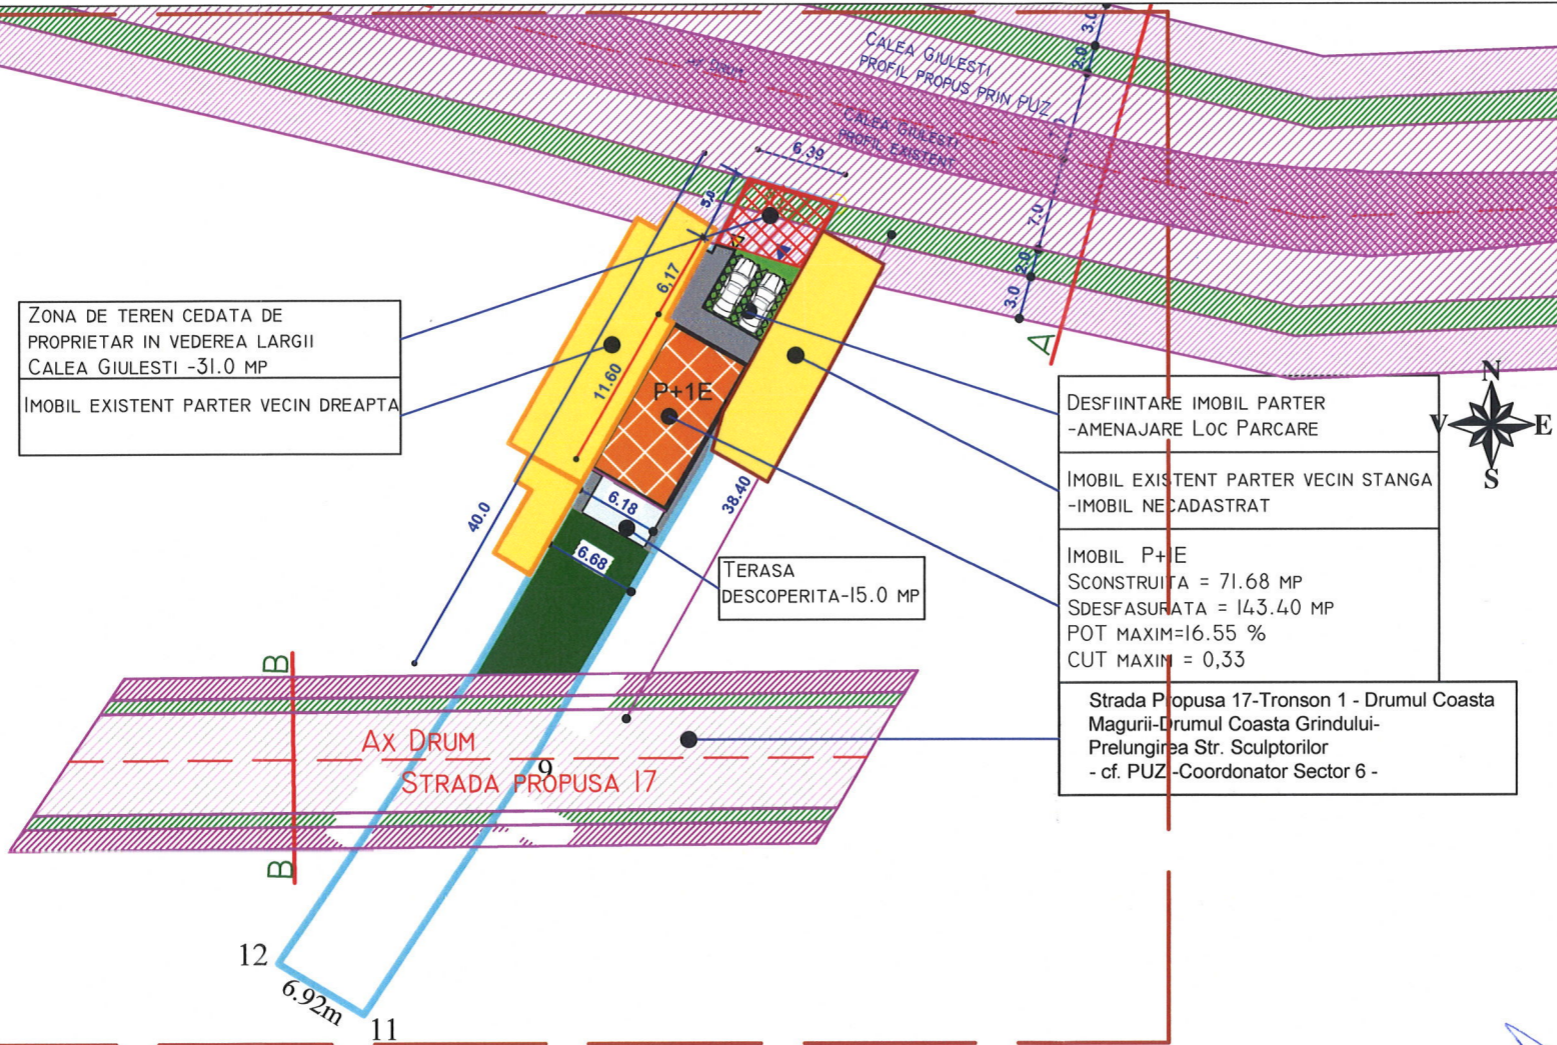 CALEA GIULESTI
PROFIL PROPUS PRIN PUZ
AX DRUM
CALEA GIULESTI
PROFIL EXISTENT
3.0
2.0
7.0
2.0
3.0
A
6,39
5,0
6,17
11.60
P+1E
40.0
38.40
6.18
6.68
ZONA DE TEREN CEDATA DE
PROPRIETAR IN VEDEREA LARGII
CALEA GIULESTI -31.0 MP
IMOBIL EXISTENT PARTER VECIN DREAPTA
DESFIINTARE IMOBIL PARTER
-AMENAJARE LOC PARCARE
IMOBIL EXISTENT PARTER VECIN STANGA
-IMOBIL NECADASTRAT
IMOBIL P+1E
SCONSTRUITA = 71.68 MP
SDESFASURATA = 143.40 MP
POT MAXIM=16.55 %
CUT MAXIM = 0,33
Strada Propusa 17-Tronson 1 - Drumul Coasta
Magurii-Drumul Coasta Grindului-
Prelungirea Str. Sculptorilor
- cf. PUZ -Coordonator Sector 6 -
N
V
E
S
TERASA
DESCOPERITA-15.0 MP
B
AX DRUM
9
STRADA PROPUSA 17
B
12
6.92m
11